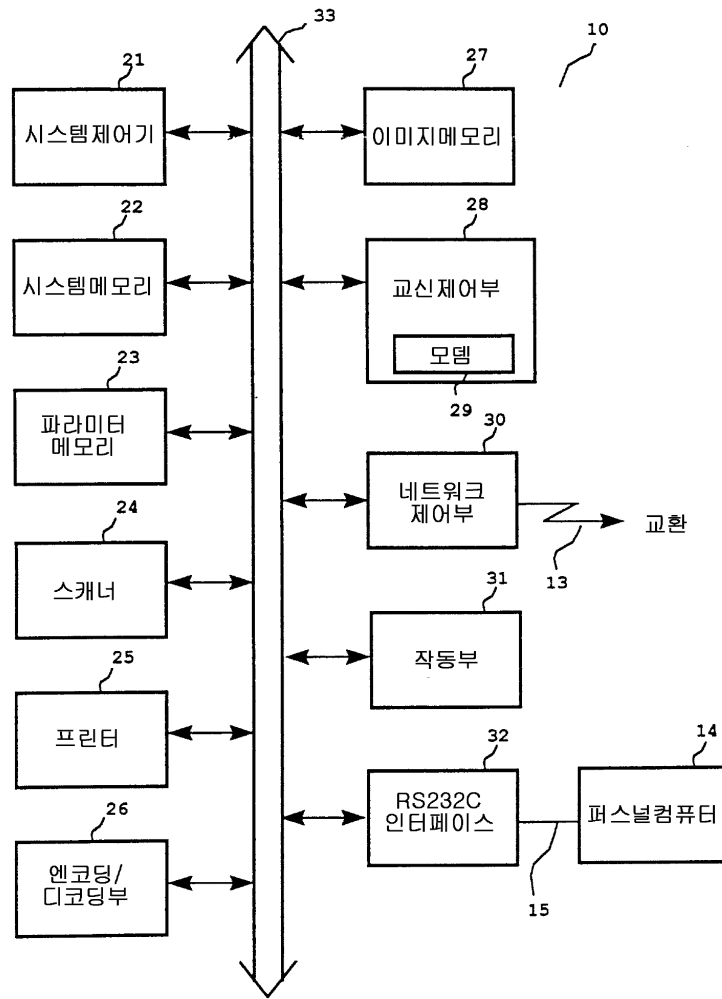 33
10
21
시스템제어기
27
이미지메모리
22
시스템메모리
28
교신제어부
모뎀
29
23
파라미터
메모리
30
네트워크
제어부
13
교환
24
스캐너
31
작동부
25
프린터
32
RS232C
인터페이스
15
14
퍼스널컴퓨터
26
엔코딩/
디코딩부